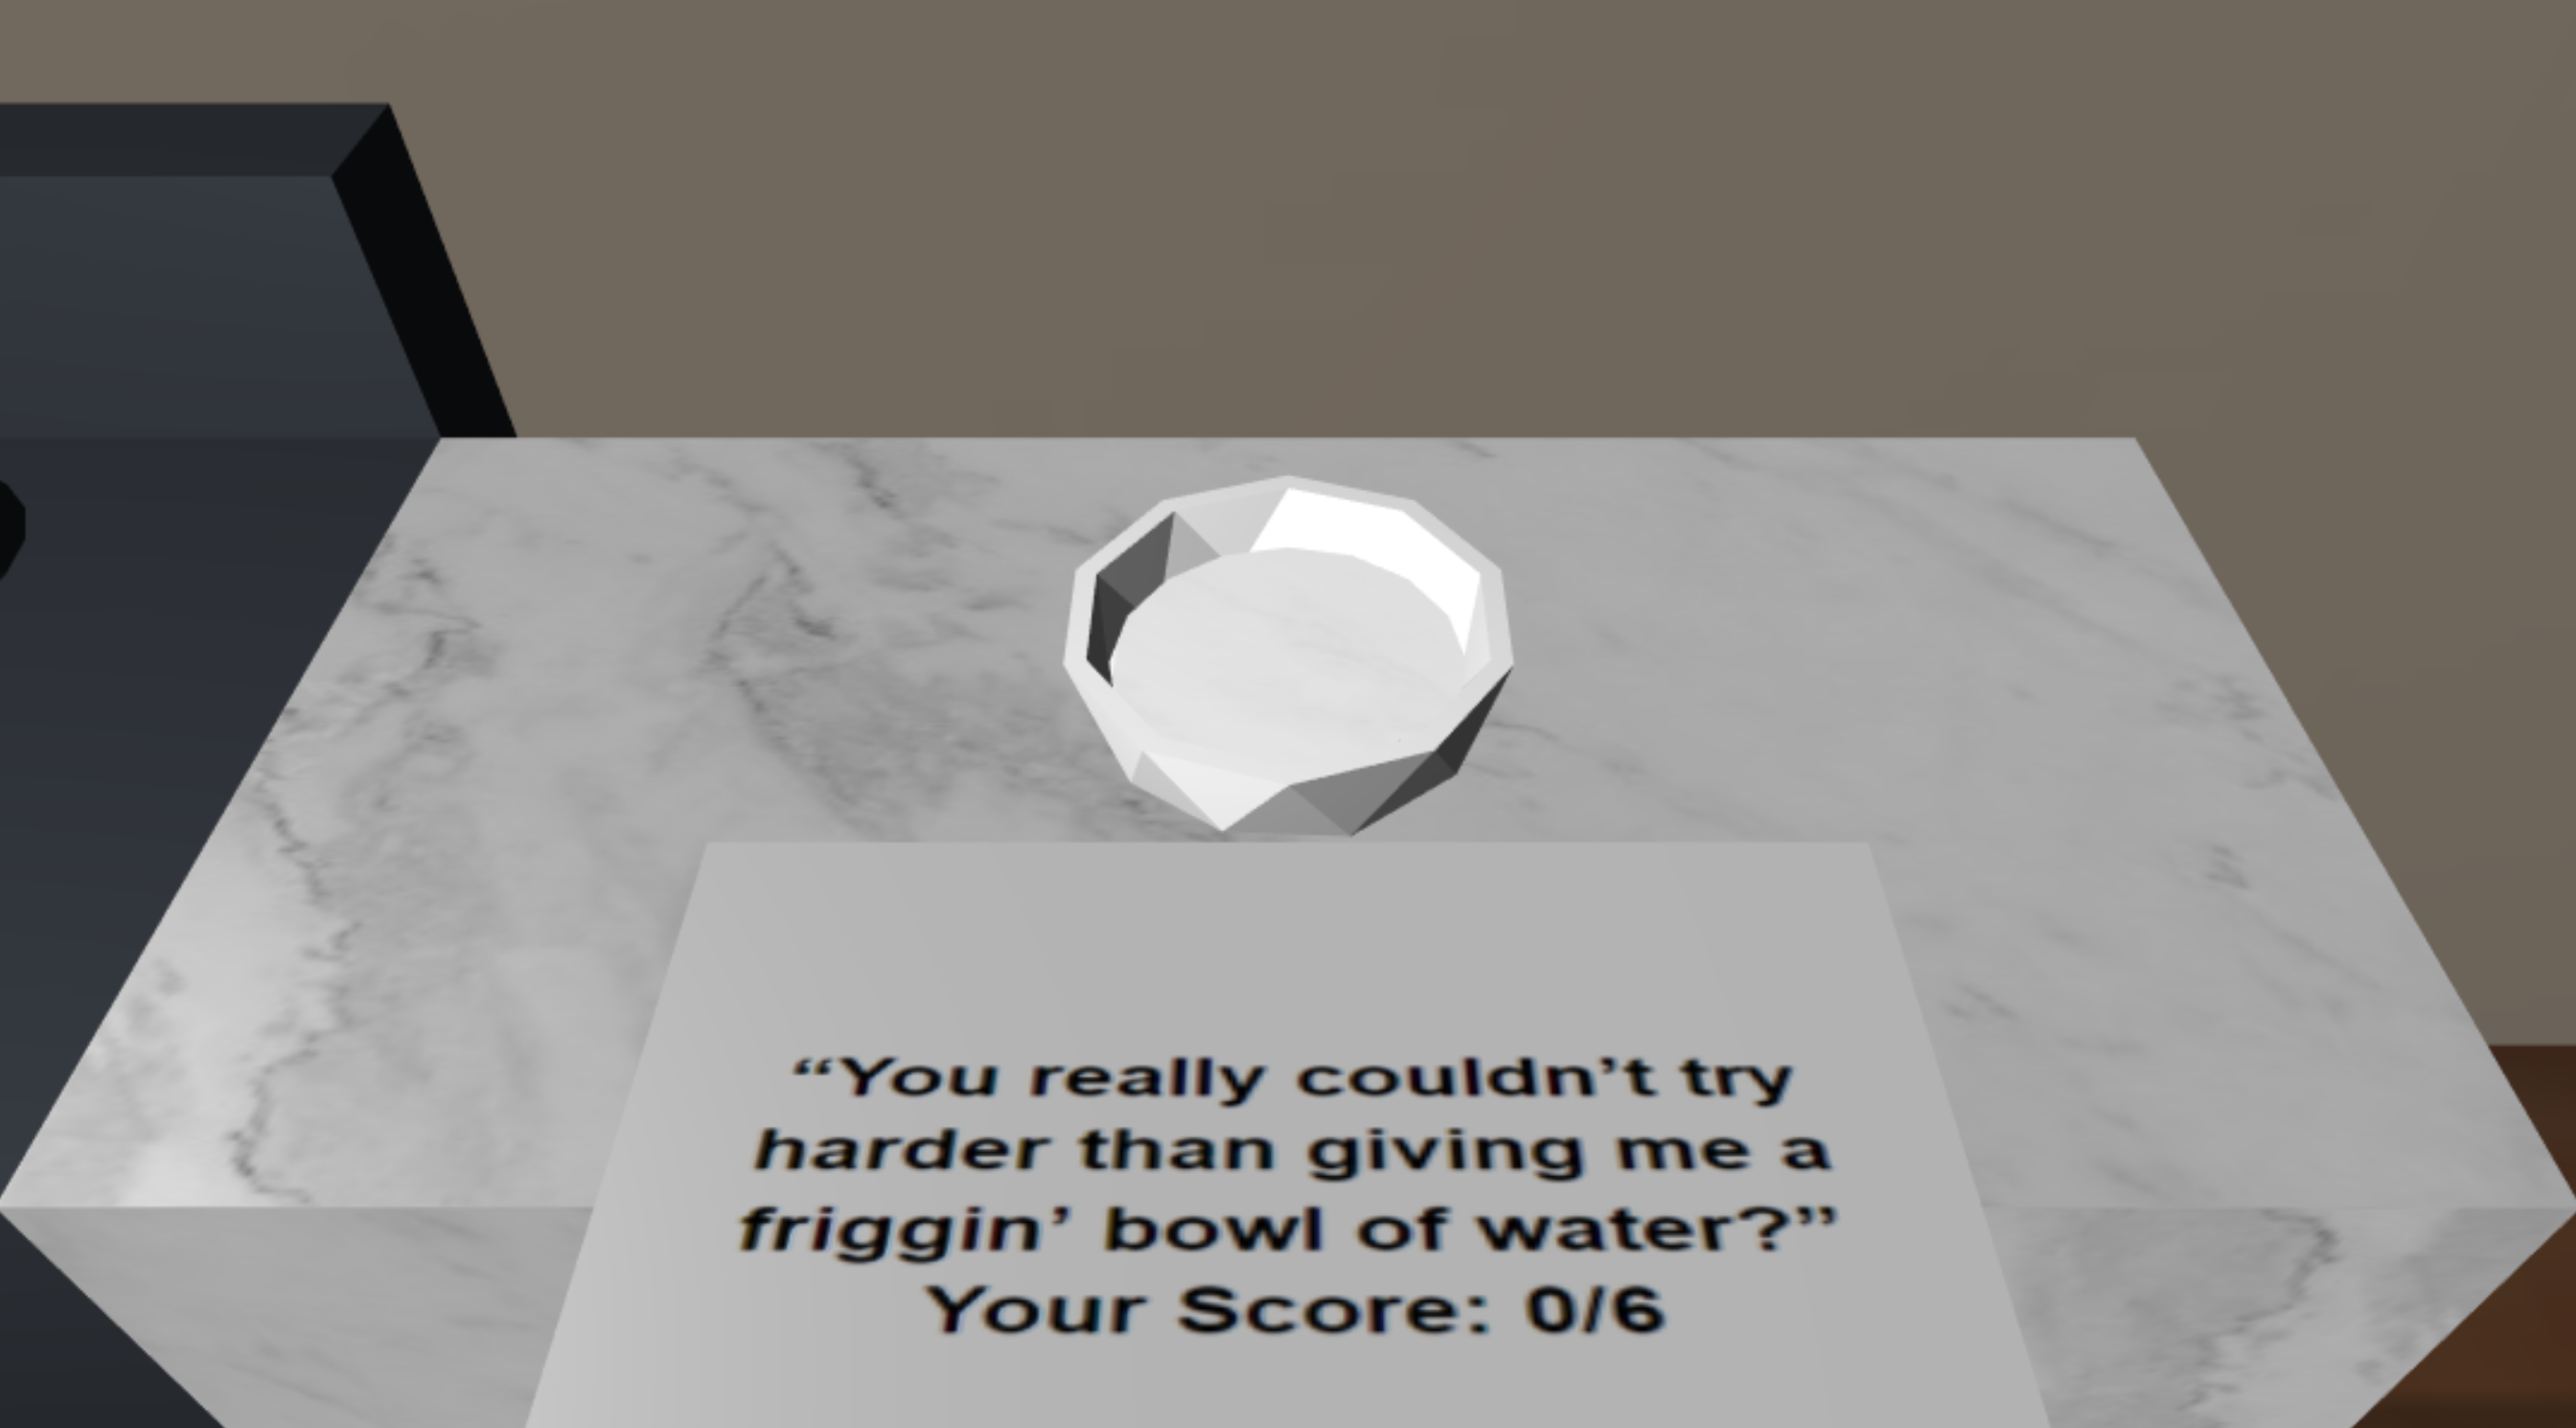 “You really couldn’t try
harder than giving me a
friggin’ bowl of water?”
Your Score: 0/6